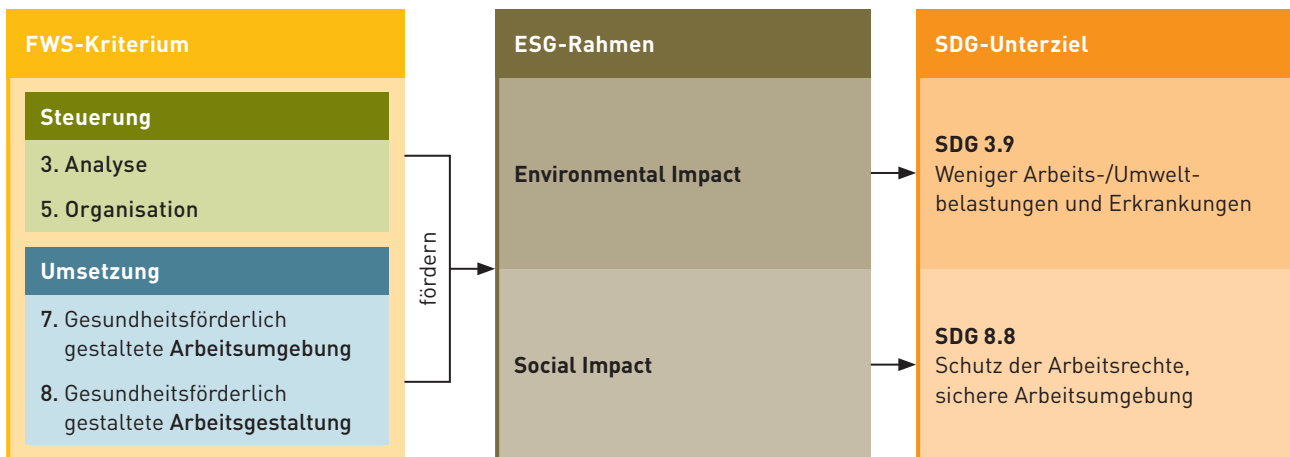 FWS-Kriterium
Steuerung
3. Analyse
5. Organisation
Umsetzung
7. Gesundheitsförderlich
gestaltete Arbeitsumgebung
8. Gesundheitsförderlich
gestaltete Arbeitsgestaltung
fördern
ESG-Rahmen
Environmental Impact
Social Impact
SDG-Unterziel
SDG 3.9
Weniger Arbeits-/Umwelt-
belastungen und Erkrankungen
SDG 8.8
Schutz der Arbeitsrechte,
sichere Arbeitsumgebung